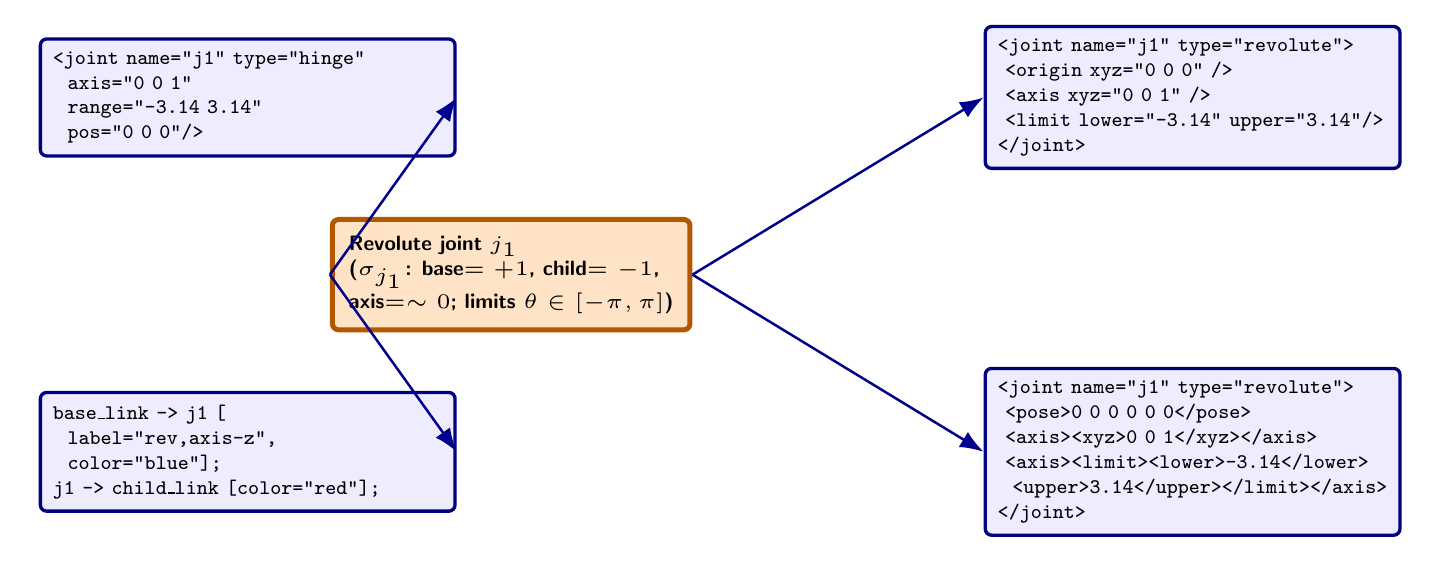 <joint name="j1" type="hinge"
axis="0 0 1"
range="-3.14 3.14"
pos="0 0 0"/>
<joint name="j1" type="revolute">
<origin xyz="0 0 0" />
<axis xyz="0 0 1" />
<limit lower="-3.14" upper="3.14"/>
</joint>
Revolute joint j₁
(σ_{j₁}: base= +1, child= −1,
axis=∼ 0; limits θ ∈ [−π, π])
base_link -> j1 [
label="rev,axis-z",
color="blue"];
j1 -> child_link [color="red"];
<joint name="j1" type="revolute">
<pose>0 0 0 0 0 0</pose>
<axis><xyz>0 0 1</xyz></axis>
<axis><limit><lower>-3.14</lower>
<upper>3.14</upper></limit></axis>
</joint>